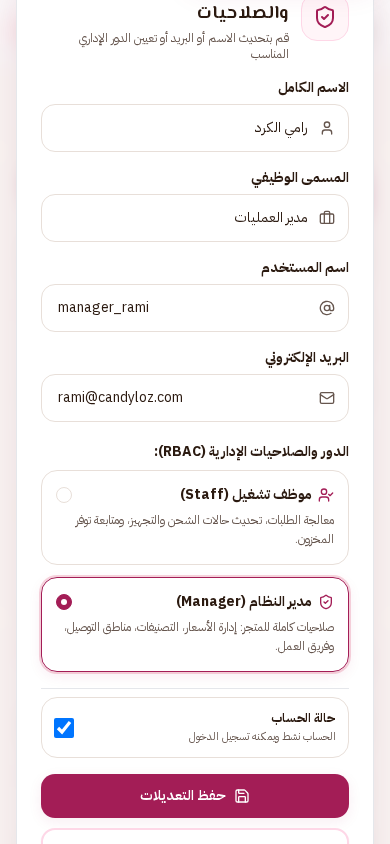 والصلاحيات
قم بتحديث الاسم أو البريد أو تعيين الدور الإداري
المناسب
الاسم الكامل
رامي الكرد
المسمى الوظيفي
مدير العمليات
اسم المستخدم
manager_rami
البريد الإلكتروني
rami@candyloz.com
الدور والصلاحيات الإدارية (RBAC):
موظف تشغيل (Staff)
معالجة الطلبات، تحديث حالات الشحن والتجهيز، ومتابعة توفر
المخزون.
مدير النظام (Manager)
صلاحيات كاملة للمتجر: إدارة الأسعار، التصنيفات، مناطق التوصيل،
وفريق العمل.
حالة الحساب
الحساب نشط ويمكنه تسجيل الدخول
حفظ التعديلات